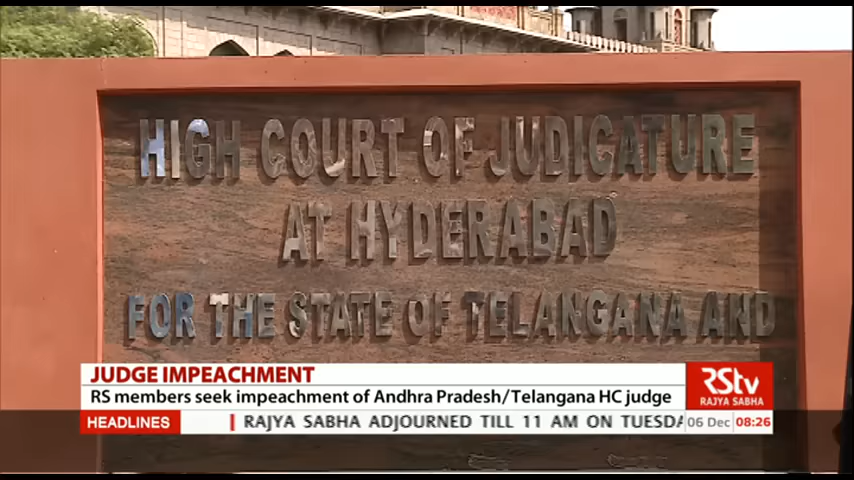 HIGH COURT OF JUDICATURE
AT HYDERABAD
FOR THE STATE OF TELANGANA AND
JUDGE IMPEACHMENT
RS members seek impeachment of Andhra Pradesh/Telangana HC judge
RStv
RAJYA SABHA
HEADLINES
RAJYA SABHA ADJOURNED TILL 11 AM ON TUESDA
06 Dec 08:26